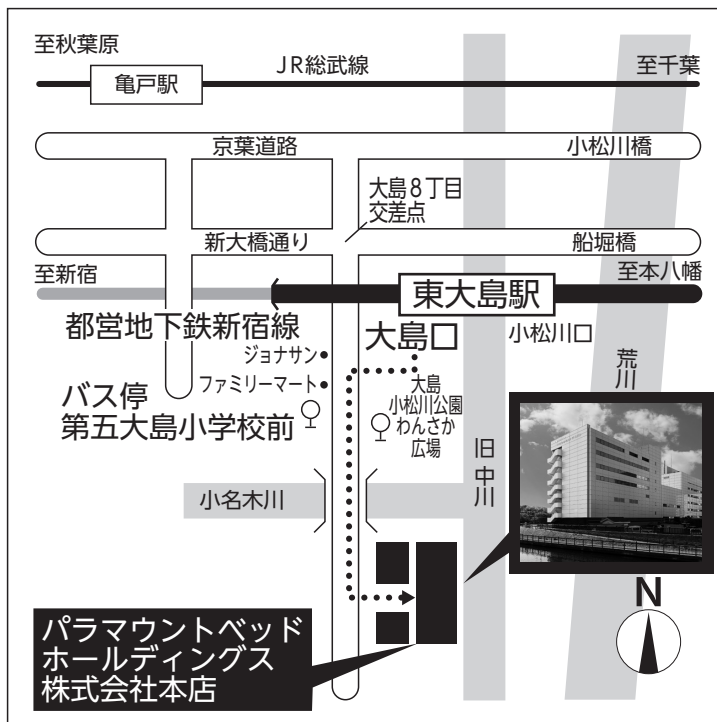 至秋葉原
JR総武線
至千葉
亀戸駅
京葉道路
小松川橋
大島8丁目
交差点
新大橋通り
船堀橋
至新宿
至本八幡
東大島駅
都営地下鉄新宿線
大島口
小松川口
ジョナサン
荒川
バス停
ファミリーマート
第五大島小学校前
大島
小松川公園
わんさか
広場
旧中川
小名木川
N
パラマウントベッド
ホールディングス
株式会社本店